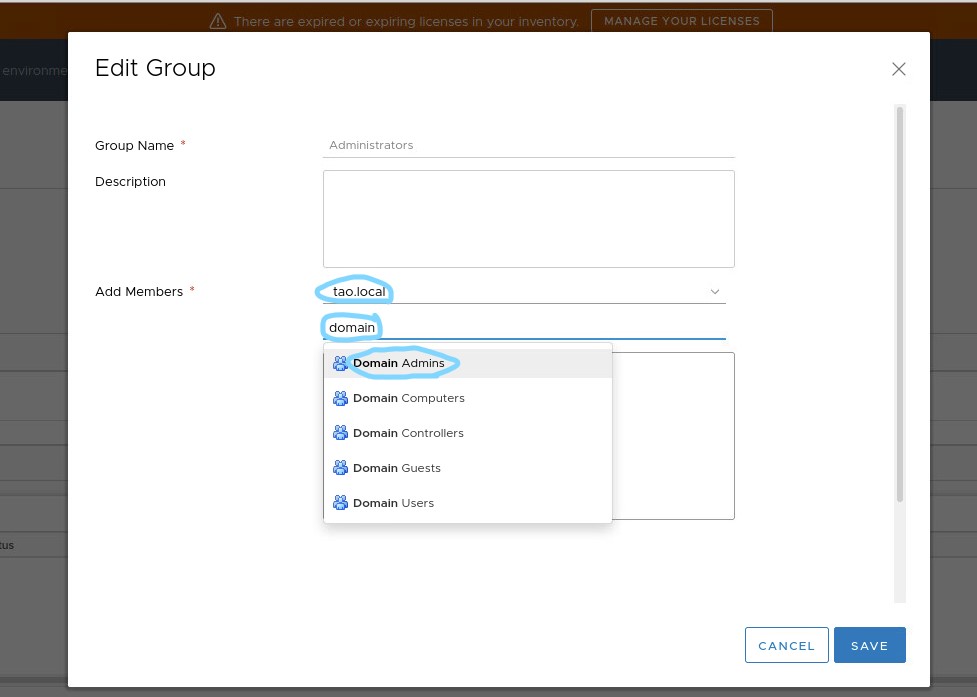 There are expired or expiring licenses in your inventory. MANAGE YOUR LICENSES
environme
Edit Group
Group Name * Administrators
Description
Add Members * tao.local
domain
Domain Admins
Domain Computers
Domain Controllers
Domain Guests
Domain Users
tus
CANCEL SAVE